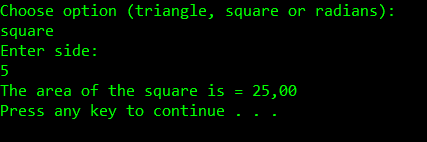 Choose option (triangle, square or radians):
square
Enter side:
5
The area of the square is = 25,00
Press any key to continue . . .